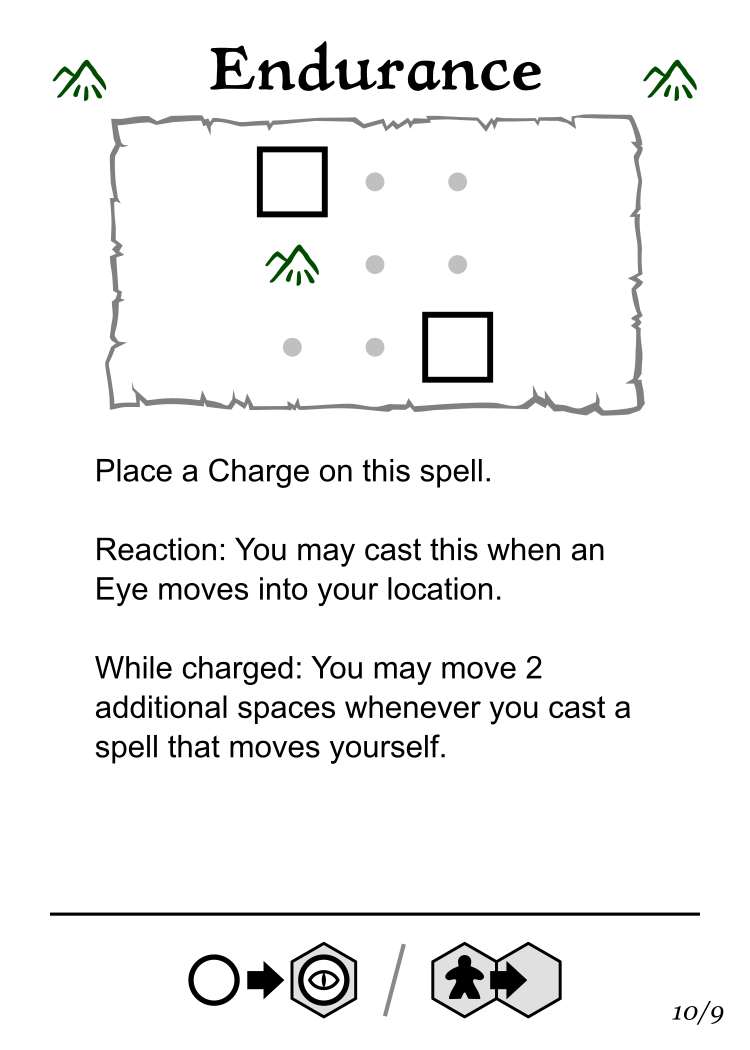 Endurance
Place a Charge on this spell.
Reaction: You may cast this when an
Eye moves into your location.
While charged: You may move 2
additional spaces whenever you cast a
spell that moves yourself.
10/9